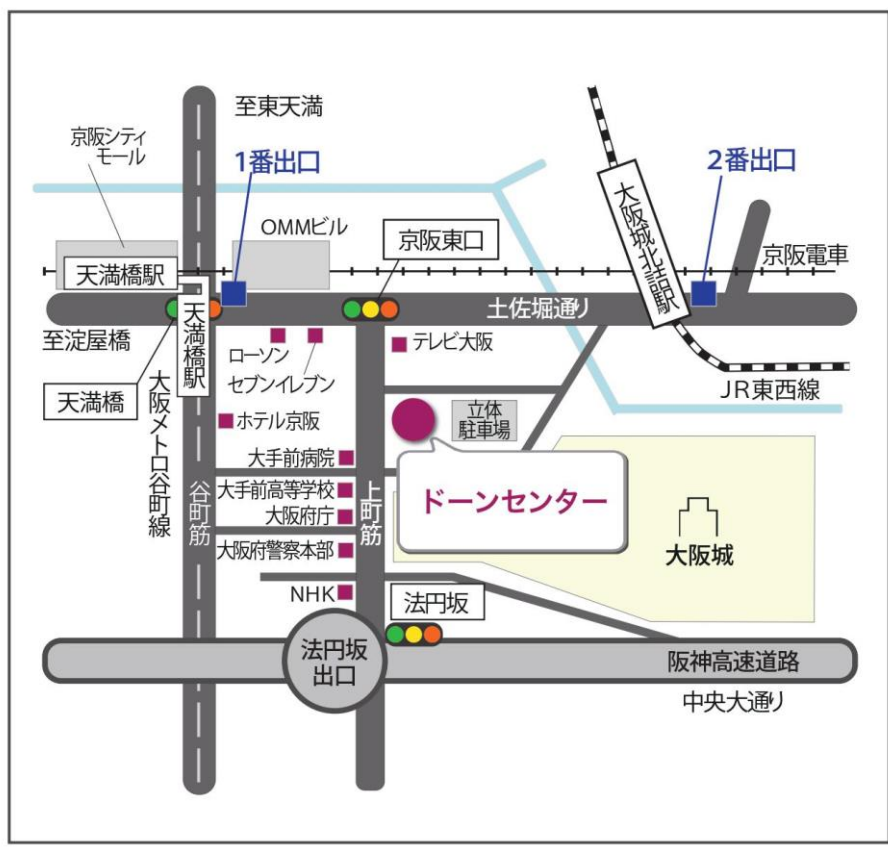 至東天満
京阪シティ
モール
1番出口
2番出口
大阪城北詰駅
OMMビル
京阪東口
京阪電車
天満橋駅
天満橋駅
土佐堀通り
至淀屋橋
ローソン
セブンイレブン
テレビ大阪
JR東西線
天満橋
大阪メトロ谷町線
ホテル京阪
立体
駐車場
大手前病院
大手前高等学校
大阪府庁
谷町筋
上町筋
ドーンセンター
大阪府警察本部
大阪城
NHK
法円坂
法円坂
出口
阪神高速道路
中央大通り